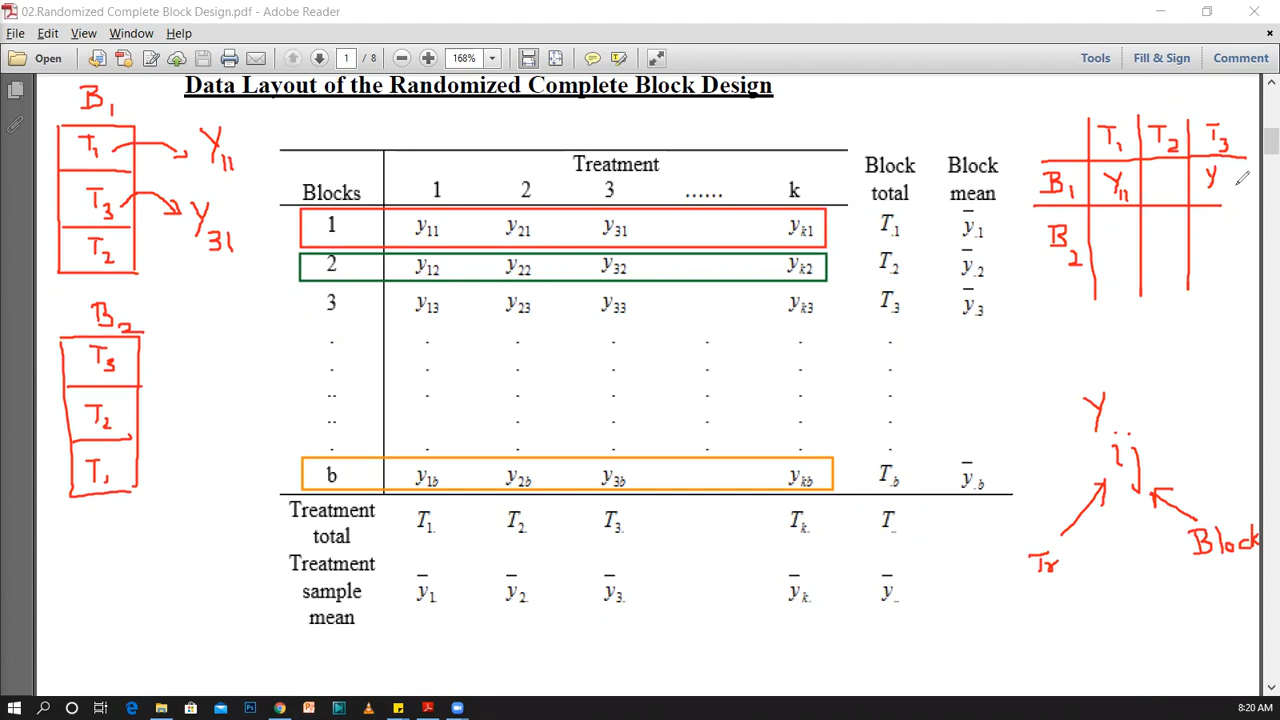 02.Randomized Complete Block Design.pdf - Adobe Reader
File Edit View Window Help
Open 1 / 8 168% Tools Fill & Sign Comment
Data Layout of the Randomized Complete Block Design
B1
T1 Y11
T3 Y31
T2
B2
T3
T2
T1
Treatment Block Block
Blocks 1 2 3 ...... k total mean
1 y11 y21 y31 yk1 T.1 ȳ.1
2 y12 y22 y32 yk2 T.2 ȳ.2
3 y13 y23 y33 yk3 T.3 ȳ.3
. . . . . .
. . . . . .
.. . . . . .
.. . . . .
. . . . . .
b y1b y2b y3b ykb T.b ȳ.b
Treatment
total T1. T2. T3. Tk. T..
Treatment
sample
mean ȳ1. ȳ2. ȳ3. ȳk. ȳ..
T1 T2 T3
B1 Y11 Y
B2
Y
ij
Tr Block
8:20 AM